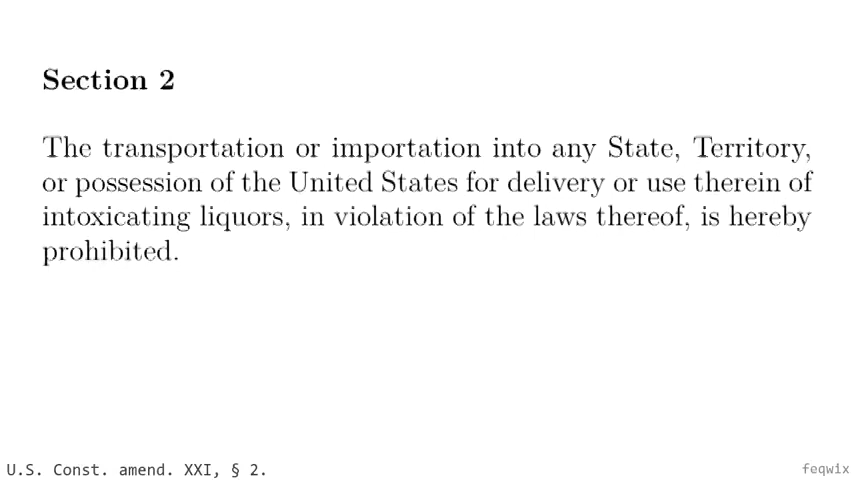 Section 2
The transportation or importation into any State, Territory,
or possession of the United States for delivery or use therein of
intoxicating liquors, in violation of the laws thereof, is hereby
prohibited.
U.S. Const. amend. XXI, § 2.
feqwix